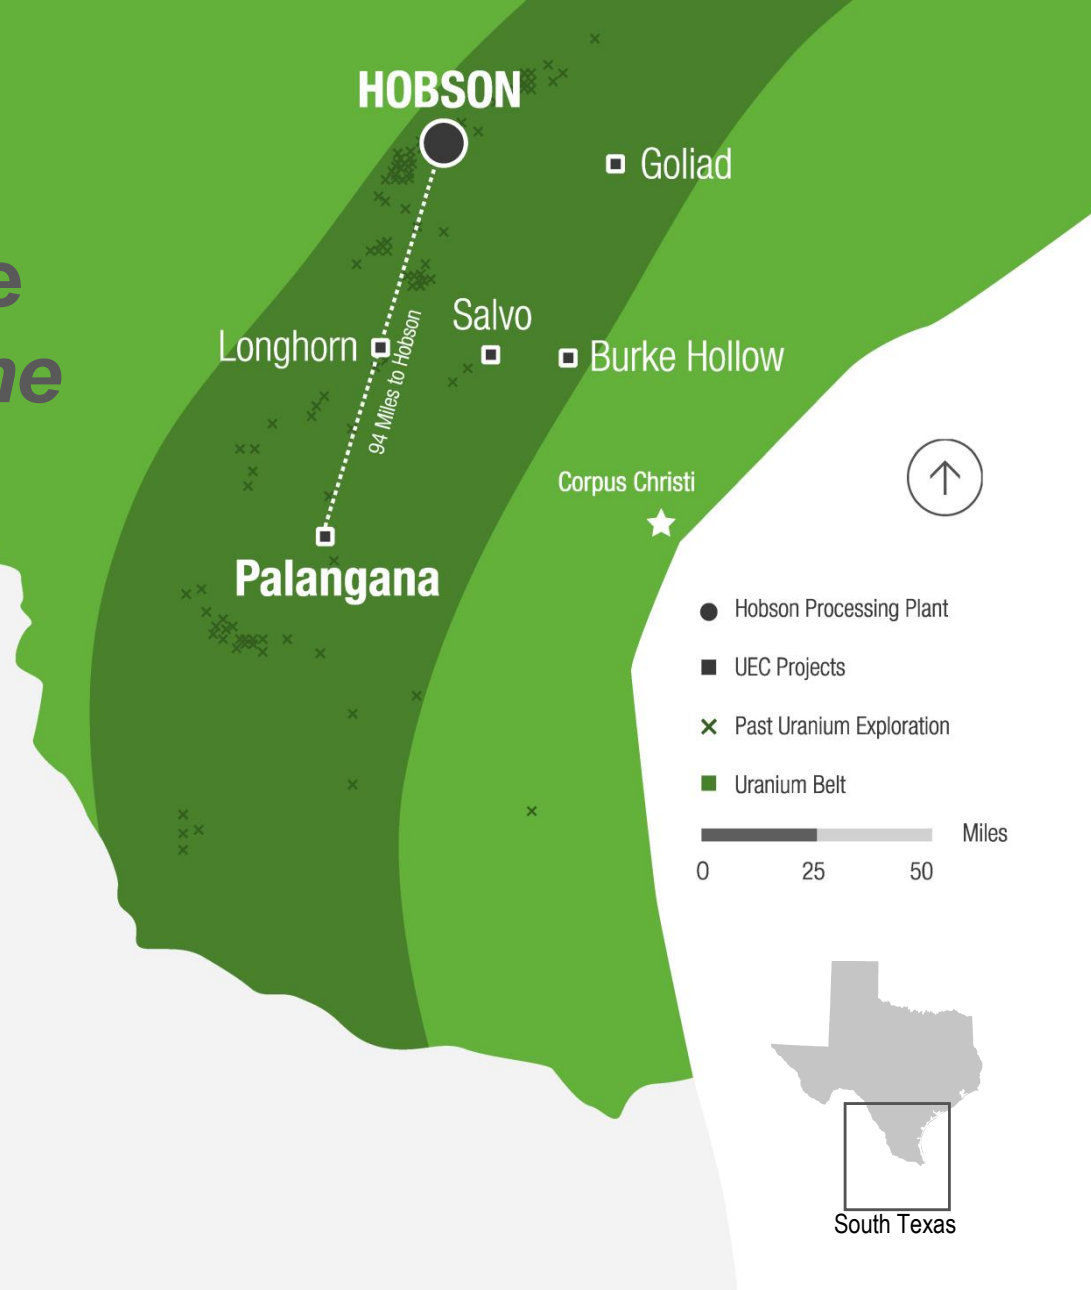 HOBSON
Goliad
Salvo
Longhorn
Burke Hollow
94 Miles to Hobson
Corpus Christi
Palangana
Hobson Processing Plant
UEC Projects
Past Uranium Exploration
Uranium Belt
Miles
0 25 50
South Texas